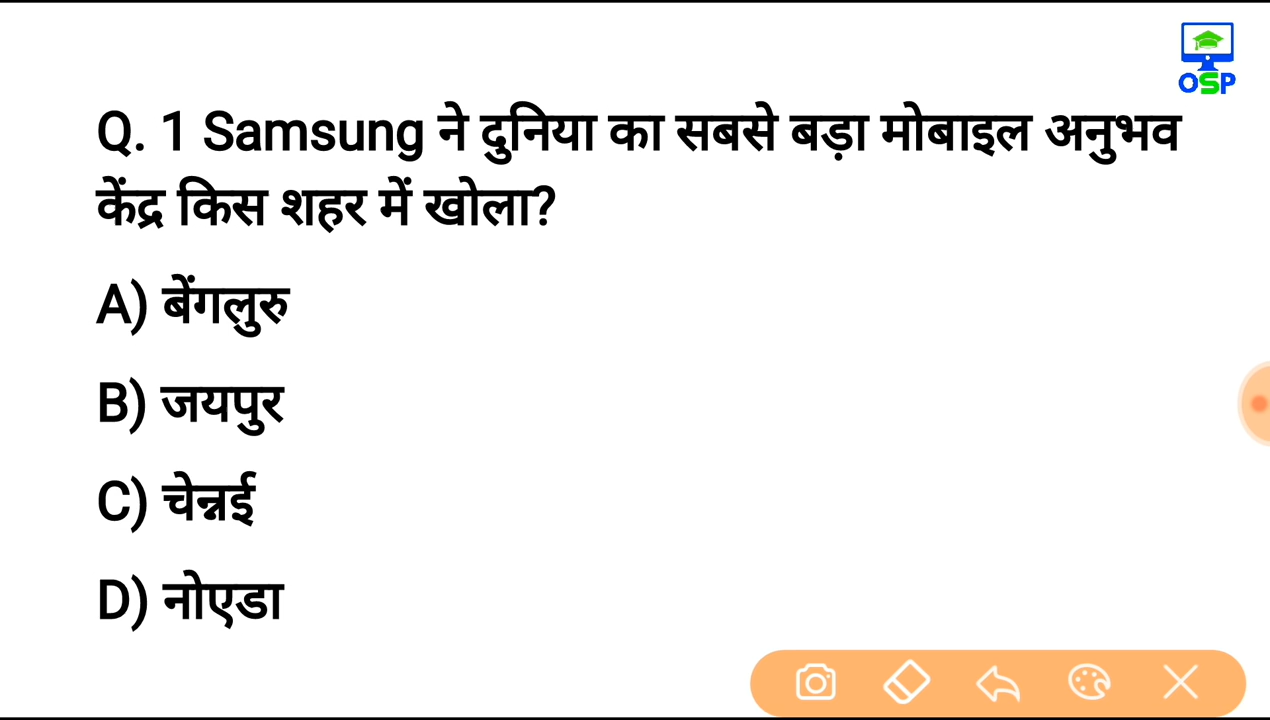 OSP
Q. 1 Samsung ने दुनिया का सबसे बड़ा मोबाइल अनुभव
केंद्र किस शहर में खोला?
A) बेंगलुरु
B) जयपुर
C) चेन्नई
D) नोएडा